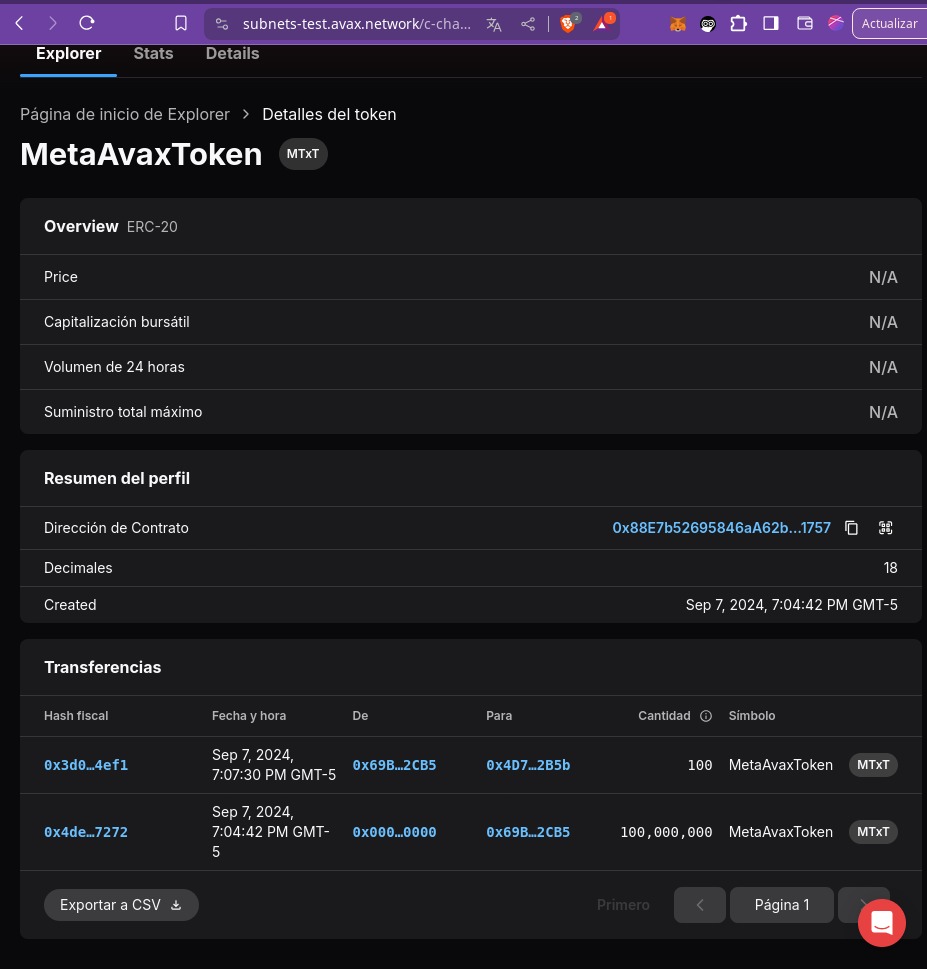 subnets-test.avax.network/c-cha...
2
1
Actualizar
Explorer Stats Details
Página de inicio de Explorer > Detalles del token
MetaAvaxToken MTxT
Overview ERC-20
Price N/A
Capitalización bursátil N/A
Volumen de 24 horas N/A
Suministro total máximo N/A
Resumen del perfil
Dirección de Contrato 0x88E7b52695846aA62b...1757
Decimales 18
Created Sep 7, 2024, 7:04:42 PM GMT-5
Transferencias
Hash fiscal Fecha y hora De Para Cantidad Símbolo
Sep 7, 2024,
0x3d0…4ef1 7:07:30 PM GMT-5 0x69B…2CB5 0x4D7…2B5b 100 MetaAvaxToken MTxT
Sep 7, 2024,
0x4de…7272 7:04:42 PM GMT- 0x000…0000 0x69B…2CB5 100,000,000 MetaAvaxToken MTxT
5
Exportar a CSV Primero Página 1